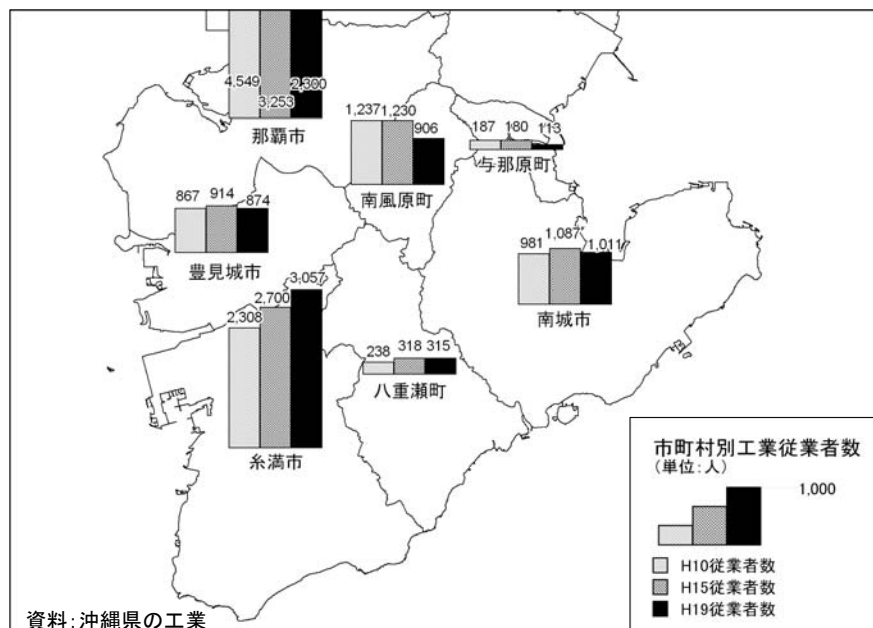 4,549
3,253
2,300
那覇市
1,237
1,230
906
南風原町
187
180
113
与那原町
867
914
874
豊見城市
981
1,087
1,011
南城市
2,308
2,700
3,057
糸満市
238
318
315
八重瀬町
市町村別工業従業者数
(単位:人)
1,000
H10従業者数
H15従業者数
H19従業者数
資料:沖縄県の工業